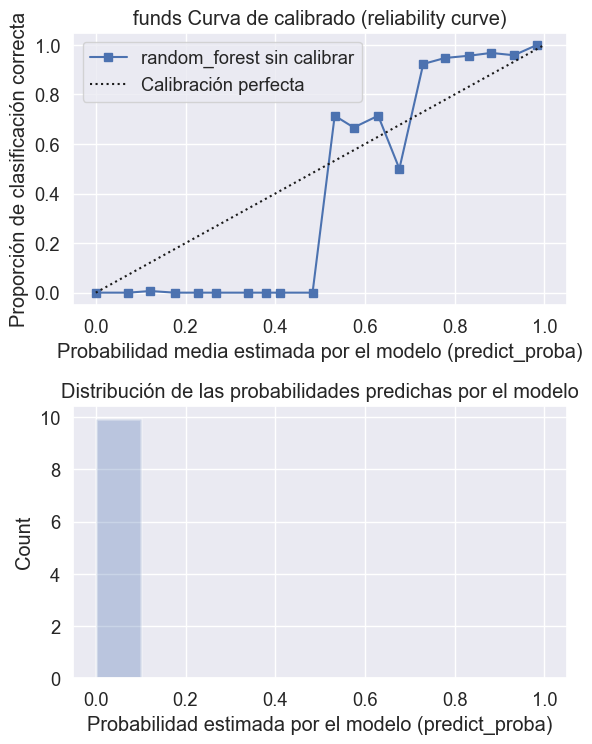 funds Curva de calibrado (reliability curve)
1.0
0.8
0.6
0.4
0.2
0.0
Proporción de clasificación correcta
random_forest sin calibrar
Calibración perfecta
0.0 0.2 0.4 0.6 0.8 1.0
Probabilidad media estimada por el modelo (predict_proba)
Distribución de las probabilidades predichas por el modelo
10
8
6
4
2
0
Count
0.0 0.2 0.4 0.6 0.8 1.0
Probabilidad estimada por el modelo (predict_proba)